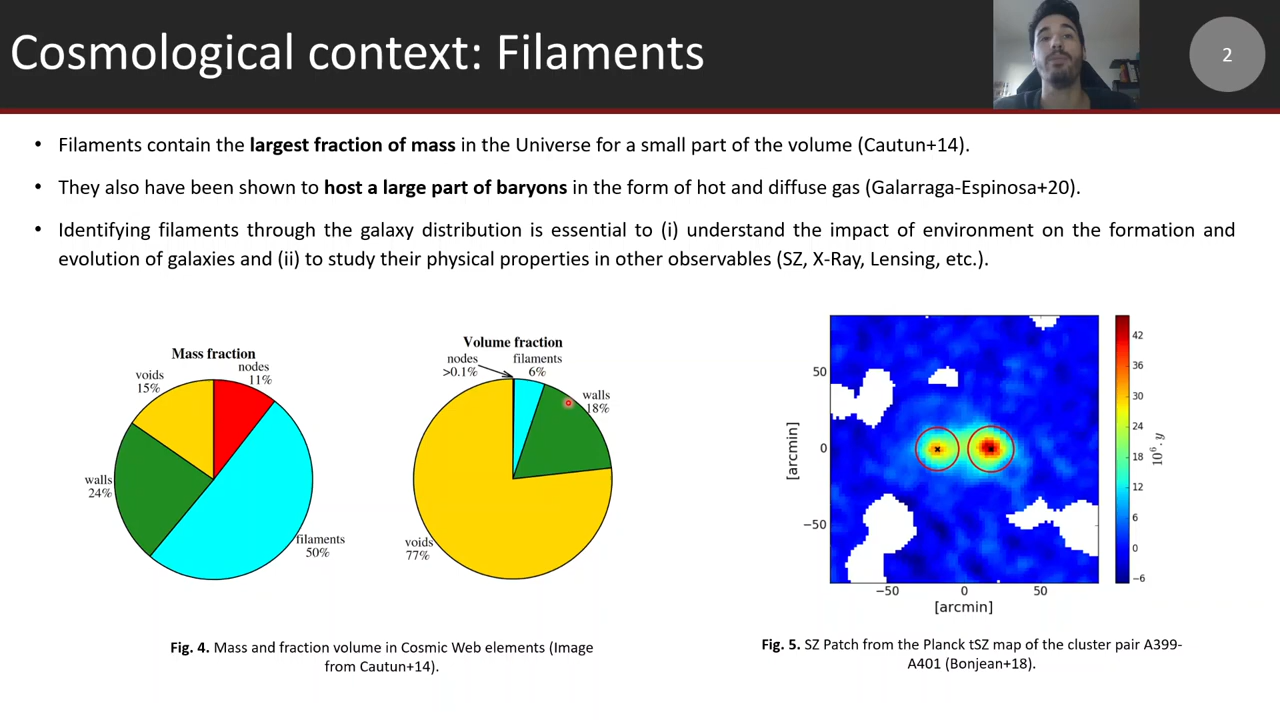 Cosmological context: Filaments
2
• Filaments contain the largest fraction of mass in the Universe for a small part of the volume (Cautun+14).
• They also have been shown to host a large part of baryons in the form of hot and diffuse gas (Galarraga-Espinosa+20).
• Identifying filaments through the galaxy distribution is essential to (i) understand the impact of environment on the formation and
evolution of galaxies and (ii) to study their physical properties in other observables (SZ, X-Ray, Lensing, etc.).
Mass fraction
nodes
11%
voids
15%
walls
24%
filaments
50%
Volume fraction
nodes
>0.1%
filaments
6%
walls
18%
voids
77%
Fig. 4. Mass and fraction volume in Cosmic Web elements (Image
from Cautun+14).
[arcmin]
50
0
−50
−50 0 50
[arcmin]
42
36
30
24
18
12
6
0
−6
10⁶ · y
Fig. 5. SZ Patch from the Planck tSZ map of the cluster pair A399-
A401 (Bonjean+18).